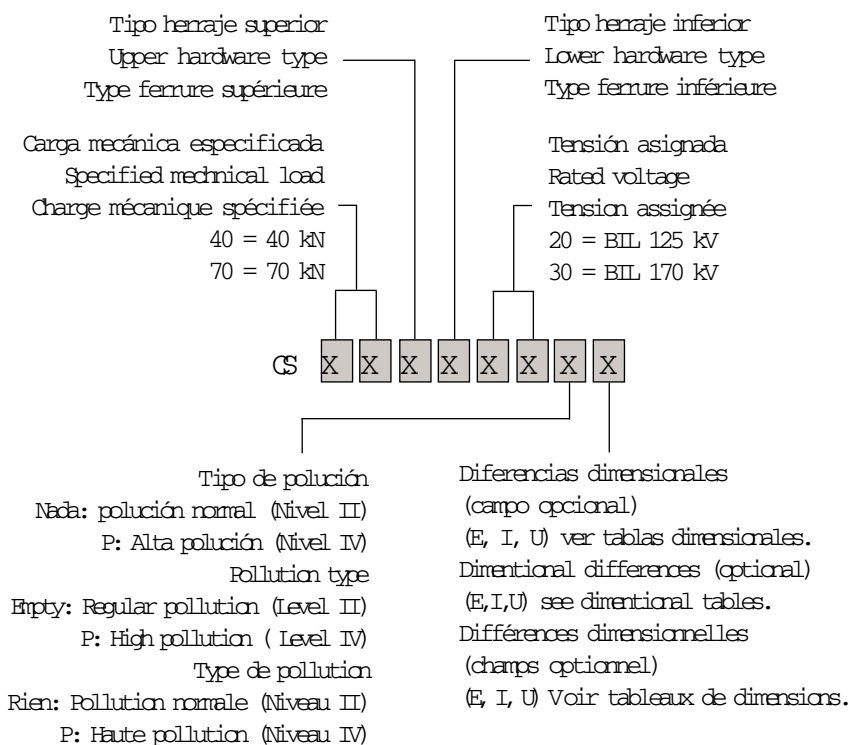 Tipo herraje superior
Upper hardware type
Type ferrure supérieure
Tipo herraje inferior
Lower hardware type
Type ferrure inférieure
Carga mecánica especificada
Specified mechnical load
Charge mécanique spécifiée
40 = 40 kN
70 = 70 kN
Tensión asignada
Rated voltage
Tension assignée
20 = BIL 125 kV
30 = BIL 170 kV
CS X X X X X X X X
Tipo de polución
Nada: polución normal (Nivel II)
P: Alta polución (Nivel IV)
Pollution type
Empty: Regular pollution (Level II)
P: High pollution ( Level IV)
Type de pollution
Rien: Pollution normale (Niveau II)
P: Haute pollution (Niveau IV)
Diferencias dimensionales
(campo opcional)
(E, I, U) ver tablas dimensionales.
Dimentional differences (optional)
(E,I,U) see dimentional tables.
Différences dimensionnelles
(champs optionnel)
(E, I, U) Voir tableaux de dimensions.